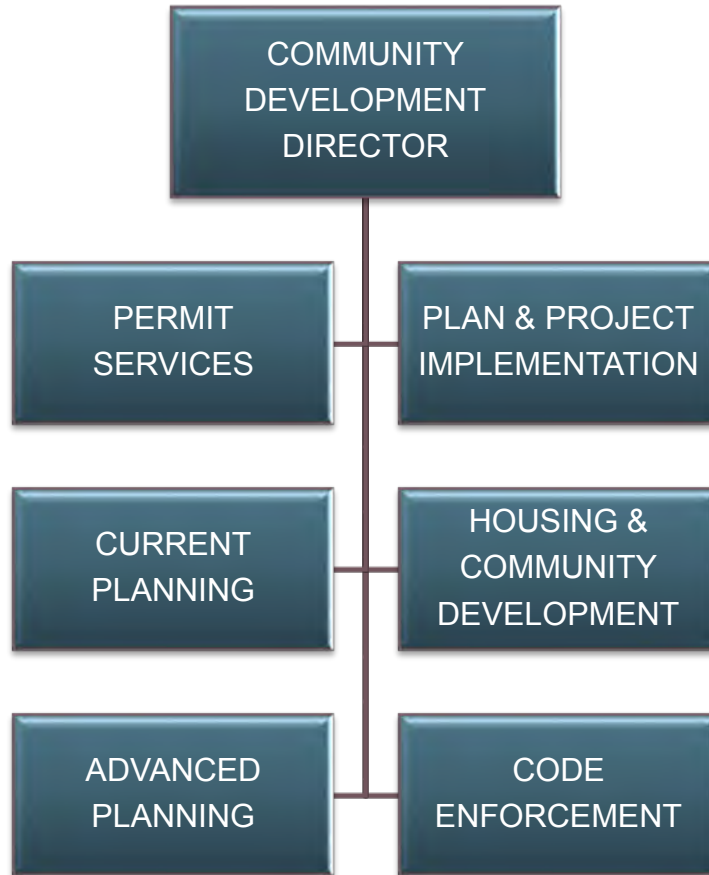 COMMUNITY
DEVELOPMENT
DIRECTOR
PERMIT
SERVICES
PLAN & PROJECT
IMPLEMENTATION
CURRENT
PLANNING
HOUSING &
COMMUNITY
DEVELOPMENT
ADVANCED
PLANNING
CODE
ENFORCEMENT